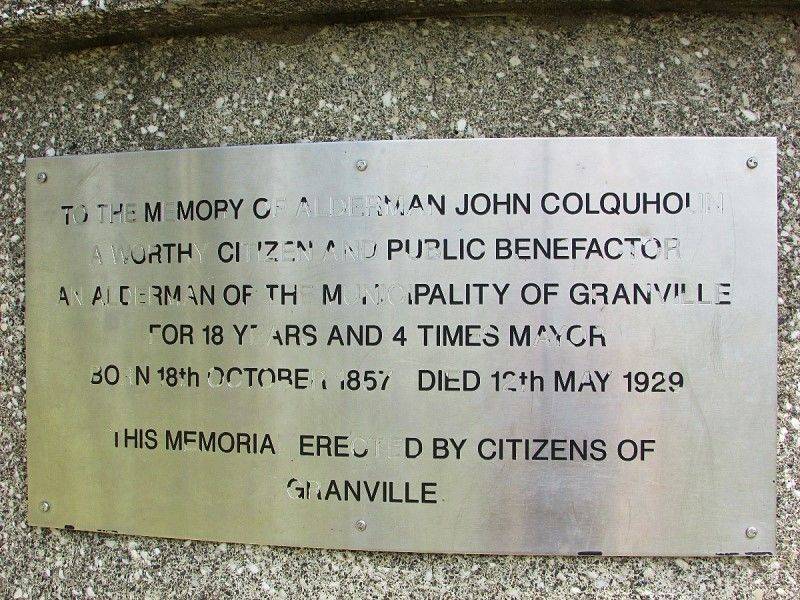 TO THE MEMORY OF ALDERMAN JOHN COLQUHOUN
A WORTHY CITIZEN AND PUBLIC BENEFACTOR
AN ALDERMAN OF THE MUNICIPALITY OF GRANVILLE
FOR 18 YEARS AND 4 TIMES MAYOR
BORN 18th OCTOBER 1857 DIED 12th MAY 1929
THIS MEMORIAL ERECTED BY CITIZENS OF
GRANVILLE